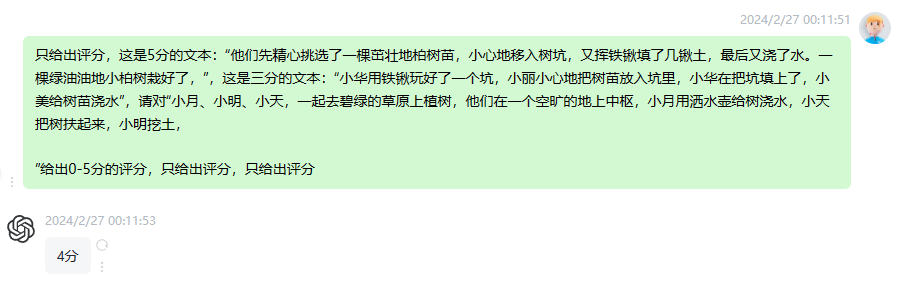 2024/2/27 00:11:51
只给出评分，这是5分的文本：“他们先精心挑选了一棵茁壮地柏树苗，小心地移入树坑，又挥铁锹填了几锹土，最后又浇了水。一
棵绿油油地小柏树栽好了，”，这是三分的文本：“小华用铁锹玩好了一个坑，小丽小心地把树苗放入坑里，小华在把坑填上了，小
美给树苗浇水”，请对“小月、小明、小天，一起去碧绿的草原上植树，他们在一个空旷的地上中枢，小月用洒水壶给树浇水，小天
把树扶起来，小明挖土，
”给出0-5分的评分，只给出评分，只给出评分
2024/2/27 00:11:53
4分